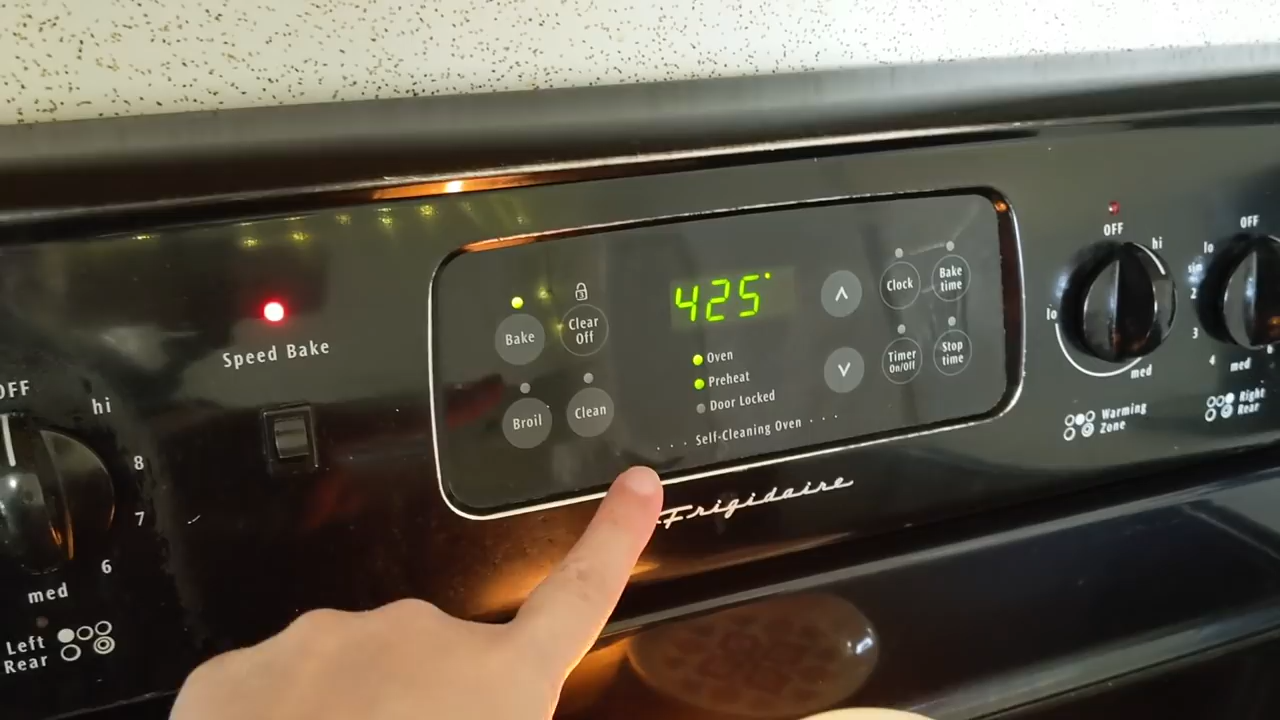 Speed Bake
OFF
hi
8
7
6
med
Left
Rear
Bake
Clear
Off
3
Broil
Clean
425°
Oven
Preheat
Door Locked
. . . Self-Cleaning Oven . . .
Clock
Bake
time
Timer
On/Off
Stop
time
Frigidaire
OFF
hi
lo
med
Warming
Zone
OFF
lo
sim
2
3
4
med
6
Right
Rear